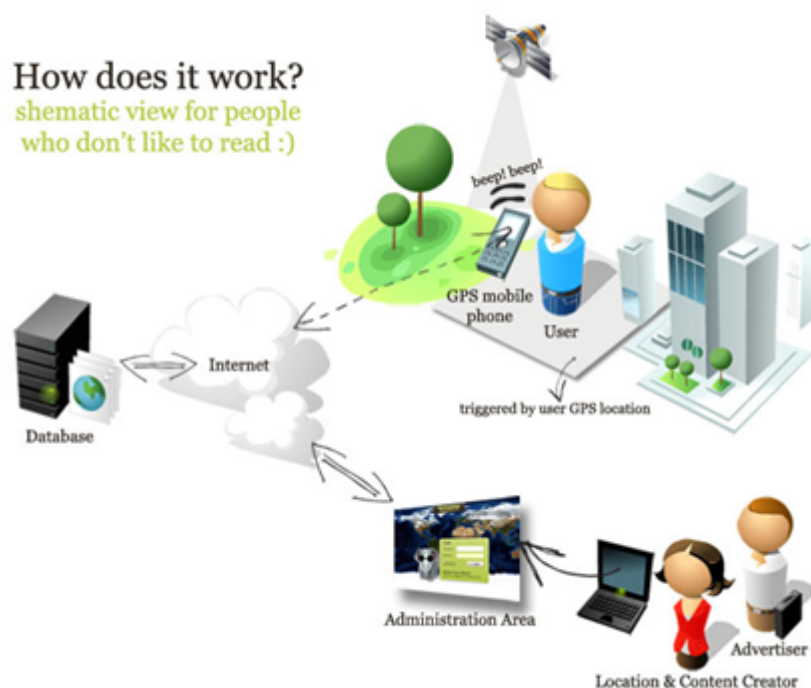 How does it work?
shematic view for people
who don't like to read :)
beep! beep!
GPS mobile
phone
User
Internet
triggered by user GPS location
Database
Administration Area
Advertiser
Location & Content Creator